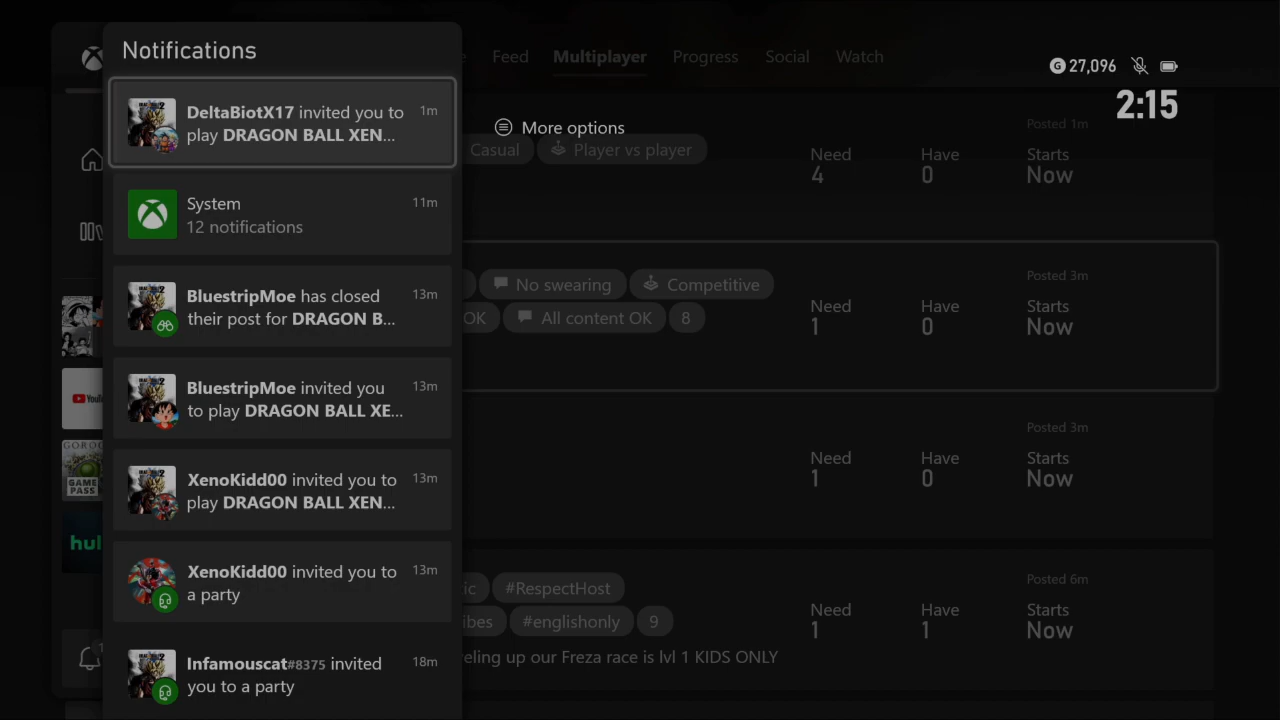 Notifications
DeltaBiotX17 invited you to
play DRAGON BALL XEN...
1m
System
12 notifications
11m
BluestripMoe has closed
their post for DRAGON B...
13m
BluestripMoe invited you
to play DRAGON BALL XE...
13m
XenoKidd00 invited you to
play DRAGON BALL XEN...
13m
XenoKidd00 invited you to
a party
13m
Infamouscat#8375 invited
you to a party
18m
Feed
Multiplayer
Progress
Social
Watch
G 27,096
2:15
More options
Casual
Player vs player
Posted 1m
Need
4
Have
0
Starts
Now
No swearing
Competitive
OK
All content OK
8
Posted 3m
Need
1
Have
0
Starts
Now
Posted 3m
Need
1
Have
0
Starts
Now
#RespectHost
#englishonly
9
Posted 6m
Need
1
Have
1
Starts
Now
eling up our Freza race is lvl 1 KIDS ONLY
GAME
PASS
hul